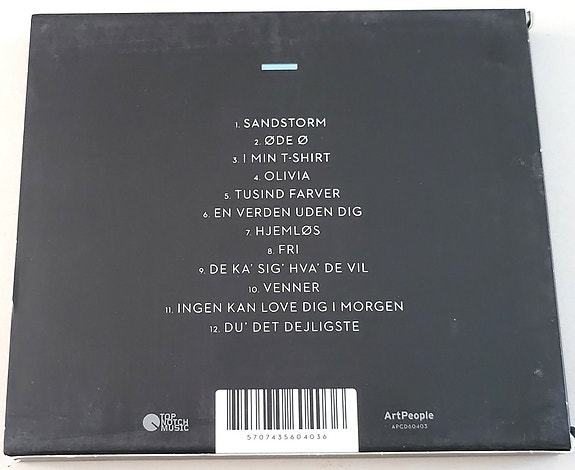 1. SANDSTORM
2. ØDE Ø
3. I MIN T-SHIRT
4. OLIVIA
5. TUSIND FARVER
6. EN VERDEN UDEN DIG
7. HJEMLØS
8. FRI
9. DE KA' SIG' HVA' DE VIL
10. VENNER
11. INGEN KAN LOVE DIG I MORGEN
12. DU' DET DEJLIGSTE
TOP
NOTCH
MUSIC
5707435604036
ArtPeople
APCD60403